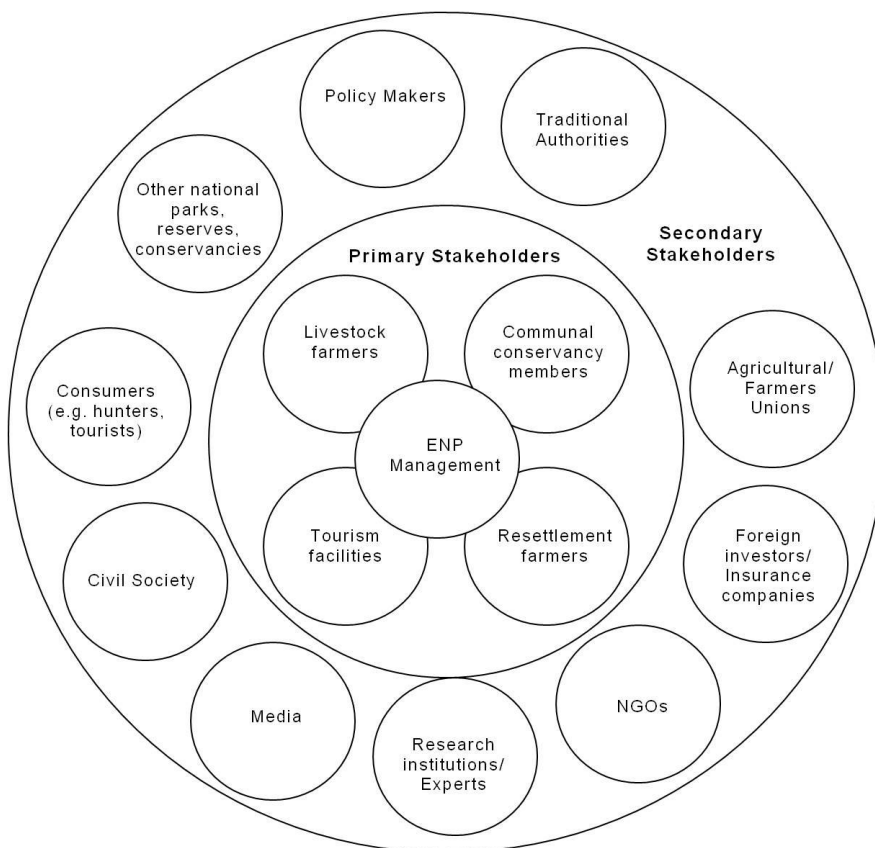 Policy Makers
Traditional
Authorities
Other national
parks,
reserves,
conservancies
Secondary
Stakeholders
Primary Stakeholders
Livestock
farmers
Communal
conservancy
members
Consumers
(e.g. hunters,
tourists)
Agricultural/
Farmers
Unions
ENP
Management
Tourism
facilities
Resettlement
farmers
Foreign
investors/
Insurance
companies
Civil Society
Media
NGOs
Research
institutions/
Experts